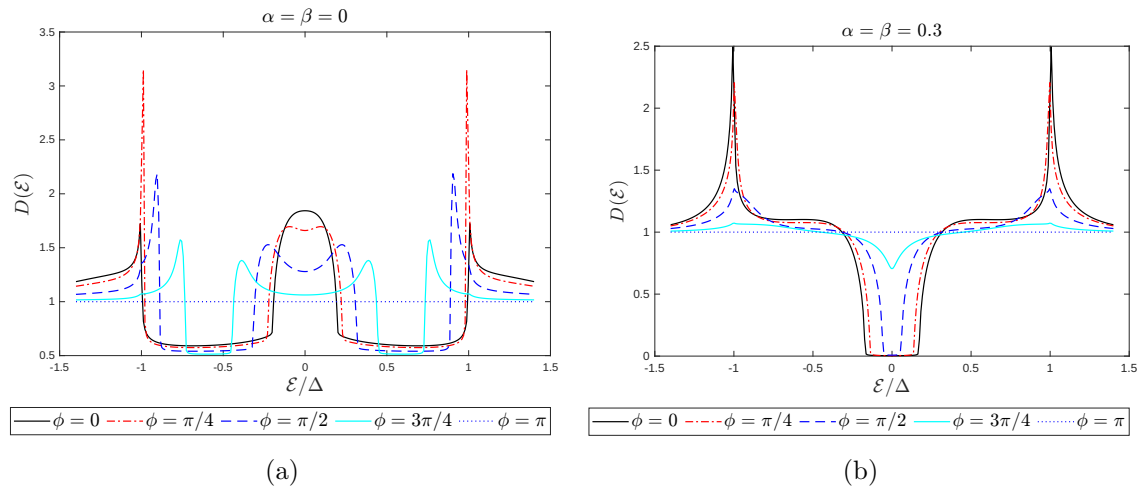 α = β = 0
D(ℰ)
3.5
3
2.5
2
1.5
1
0.5
-1.5
-1
-0.5
0
0.5
1
1.5
ℰ/Δ
ϕ = 0
ϕ = π/4
ϕ = π/2
ϕ = 3π/4
ϕ = π
(a)
α = β = 0.3
D(ℰ)
2.5
2
1.5
1
0.5
0
-1.5
-1
-0.5
0
0.5
1
1.5
ℰ/Δ
ϕ = 0
ϕ = π/4
ϕ = π/2
ϕ = 3π/4
ϕ = π
(b)